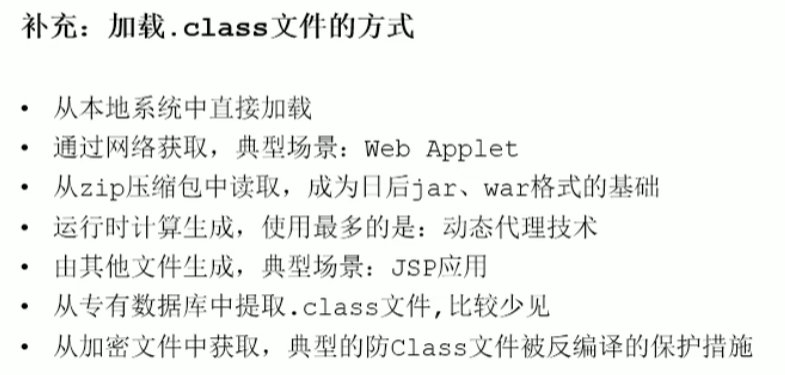 补充：加载.class文件的方式
• 从本地系统中直接加载
• 通过网络获取，典型场景：Web Applet
• 从zip压缩包中读取，成为日后jar、war格式的基础
• 运行时计算生成，使用最多的是：动态代理技术
• 由其他文件生成，典型场景：JSP应用
• 从专有数据库中提取.class文件,比较少见
• 从加密文件中获取，典型的防Class文件被反编译的保护措施